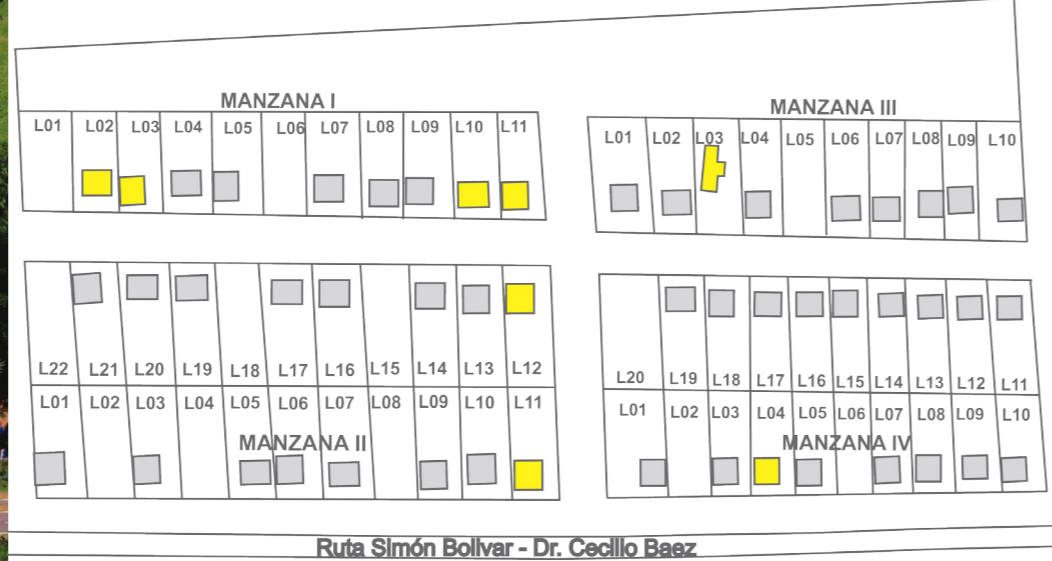 MANZANA I
L01 L02 L03 L04 L05 L06 L07 L08 L09 L10 L11
MANZANA III
L01 L02 L03 L04 L05 L06 L07 L08 L09 L10
L22 L21 L20 L19 L18 L17 L16 L15 L14 L13 L12
L01 L02 L03 L04 L05 L06 L07 L08 L09 L10 L11
MANZANA II
L20 L19 L18 L17 L16 L15 L14 L13 L12 L11
L01 L02 L03 L04 L05 L06 L07 L08 L09 L10
MANZANA IV
Ruta Simón Bolivar - Dr. Cecilio Baez